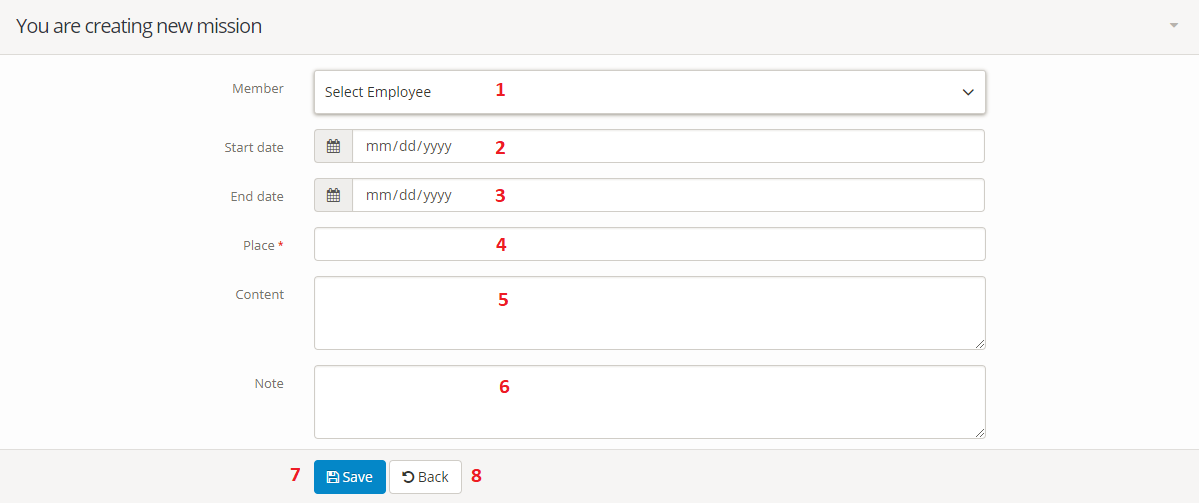 You are creating new mission
Member Select Employee 1
Start date mm/dd/yyyy 2
End date mm/dd/yyyy 3
Place * 4
Content 5
Note 6
7 Save Back 8